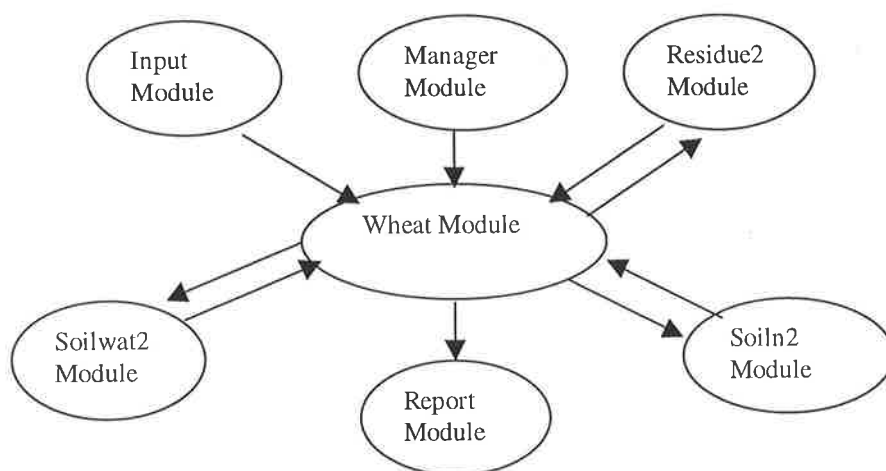 Input
Module
Manager
Module
Residue2
Module
Wheat Module
Soilwat2
Module
Report
Module
Soiln2
Module